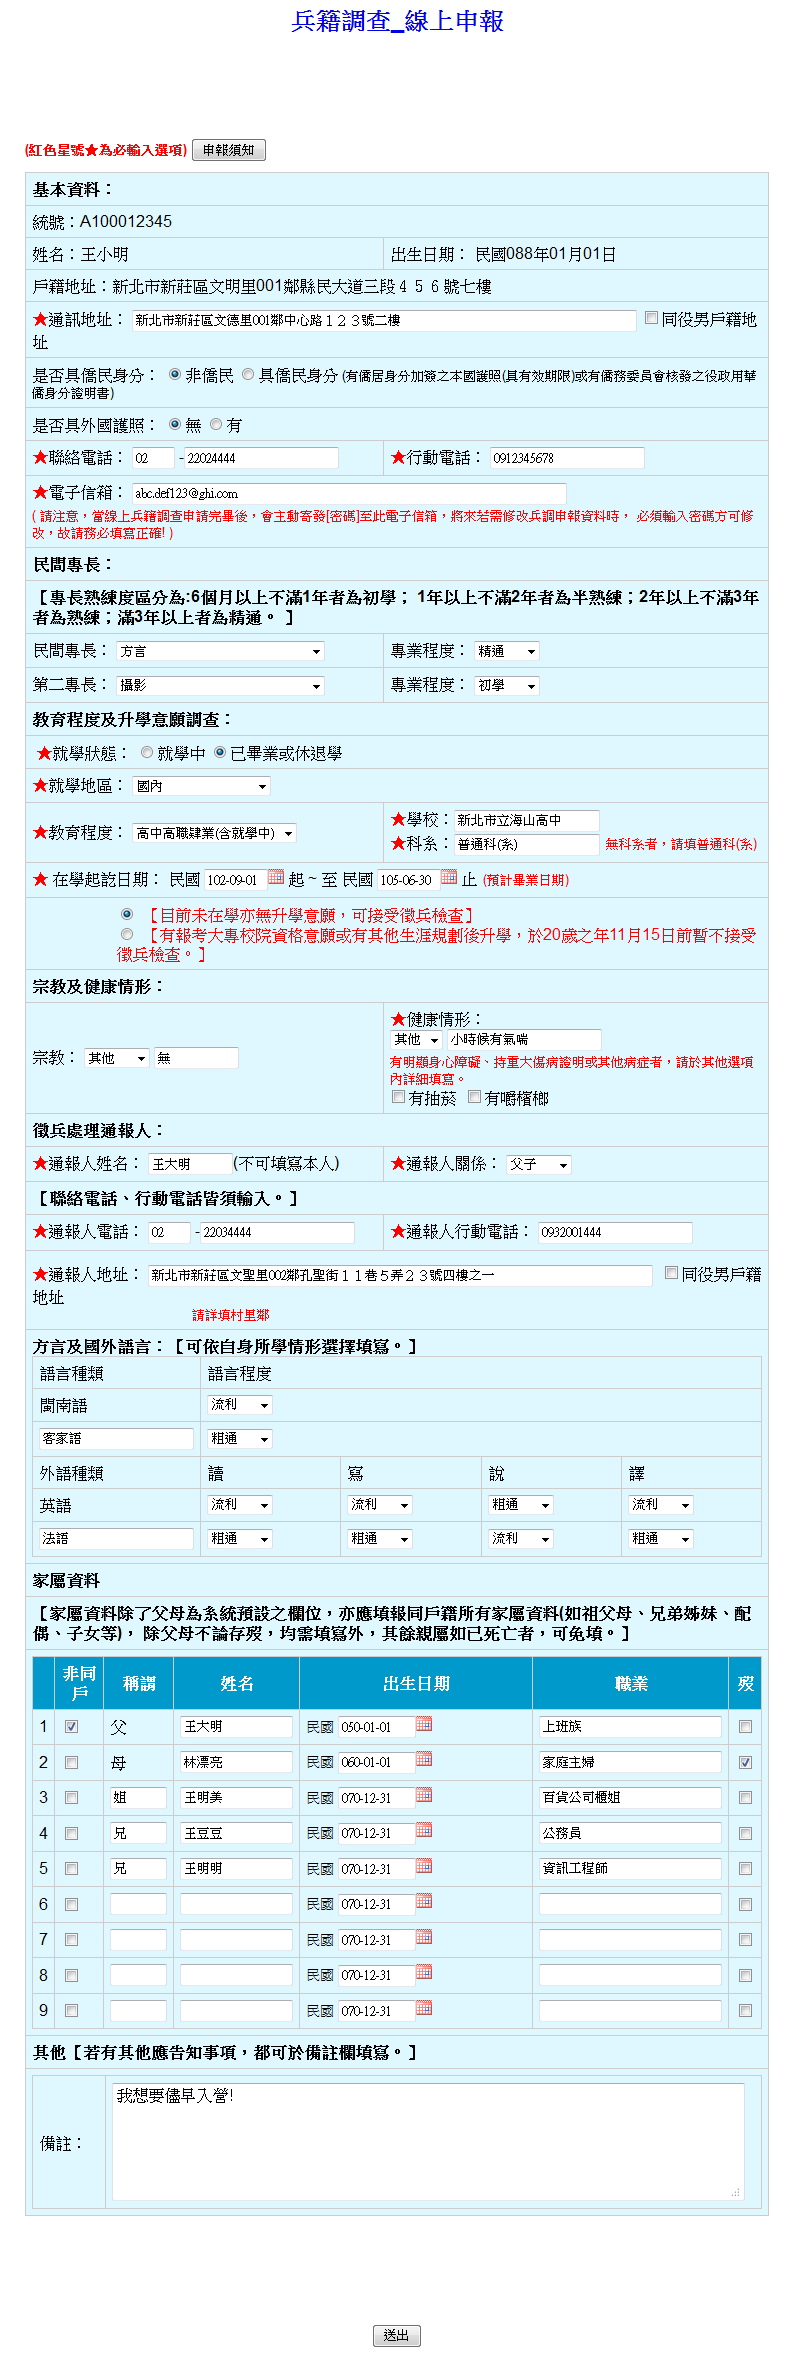 兵籍調查_線上申報
(紅色星號★為必輸入選項) 申報須知
基本資料：
統號：A100012345
姓名：王小明 出生日期： 民國088年01月01日
戶籍地址：新北市新莊區文明里001鄰縣民大道三段４５６號七樓
★通訊地址： 新北市新莊區文德里001鄰中心路１２３號二樓 同役男戶籍地
址
是否具僑民身分： 非僑民 具僑民身分 (有僑居身分加簽之本國護照(具有效期限)或有僑務委員會核發之役政用華
僑身分證明書)
是否具外國護照： 無 有
★聯絡電話： 02 -22024444 ★行動電話： 0912345678
★電子信箱： abc.def123@ghi.com
( 請注意，當線上兵籍調查申請完畢後，會主動寄發[密碼]至此電子信箱，將來若需修改兵調申報資料時， 必須輸入密碼方可修
改，故請務必填寫正確! )
民間專長：
【專長熟練度區分為:6個月以上不滿1年者為初學； 1年以上不滿2年者為半熟練；2年以上不滿3年
者為熟練；滿3年以上者為精通。 】
民間專長： 方言 專業程度： 精通
第二專長： 攝影 專業程度： 初學
教育程度及升學意願調查：
★就學狀態： 就學中 已畢業或休退學
★就學地區： 國內
★教育程度： 高中高職肄業(含就學中) ★學校：新北市立海山高中
★科系：普通科(系) 無科系者，請填普通科(系)
★ 在學起訖日期： 民國 102-09-01 起 ~ 至 民國 105-06-30 止 (預計畢業日期)
【目前未在學亦無升學意願，可接受徵兵檢查】
【有報考大專校院資格意願或有其他生涯規劃後升學，於20歲之年11月15日前暫不接受
徵兵檢查。】
宗教及健康情形：
宗教： 其他 無 ★健康情形：
其他 小時候有氣喘
有明顯身心障礙、持重大傷病證明或其他病症者，請於其他選項
內詳細填寫。
有抽菸 有嚼檳榔
徵兵處理通報人：
★通報人姓名： 王大明 (不可填寫本人) ★通報人關係： 父子
【聯絡電話、行動電話皆須輸入。】
★通報人電話： 02 -22034444 ★通報人行動電話： 0932001444
★通報人地址： 新北市新莊區文聖里002鄰孔聖街１１巷５弄２３號四樓之一 同役男戶籍
地址
請詳填村里鄰
方言及國外語言：【可依自身所學情形選擇填寫。】
語言種類 語言程度
閩南語 流利
客家語 粗通
外語種類 讀 寫 說 譯
英語 流利 流利 粗通 流利
法語 粗通 粗通 流利 粗通
家屬資料
【家屬資料除了父母為系統預設之欄位，亦應填報同戶籍所有家屬資料(如祖父母、兄弟姊妹、配
偶、子女等)， 除父母不論存歿，均需填寫外，其餘親屬如已死亡者，可免填。】
非同戶 稱謂 姓名 出生日期 職業 歿
1 父 王大明 民國 050-01-01 上班族
2 母 林漂亮 民國 060-01-01 家庭主婦
3 姐 王明美 民國 070-12-31 百貨公司櫃姐
4 兄 王豆豆 民國 070-12-31 公務員
5 兄 王明明 民國 070-12-31 資訊工程師
6 民國 070-12-31
7 民國 070-12-31
8 民國 070-12-31
9 民國 070-12-31
其他【若有其他應告知事項，都可於備註欄填寫。】
備註： 我想要儘早入營!
送出